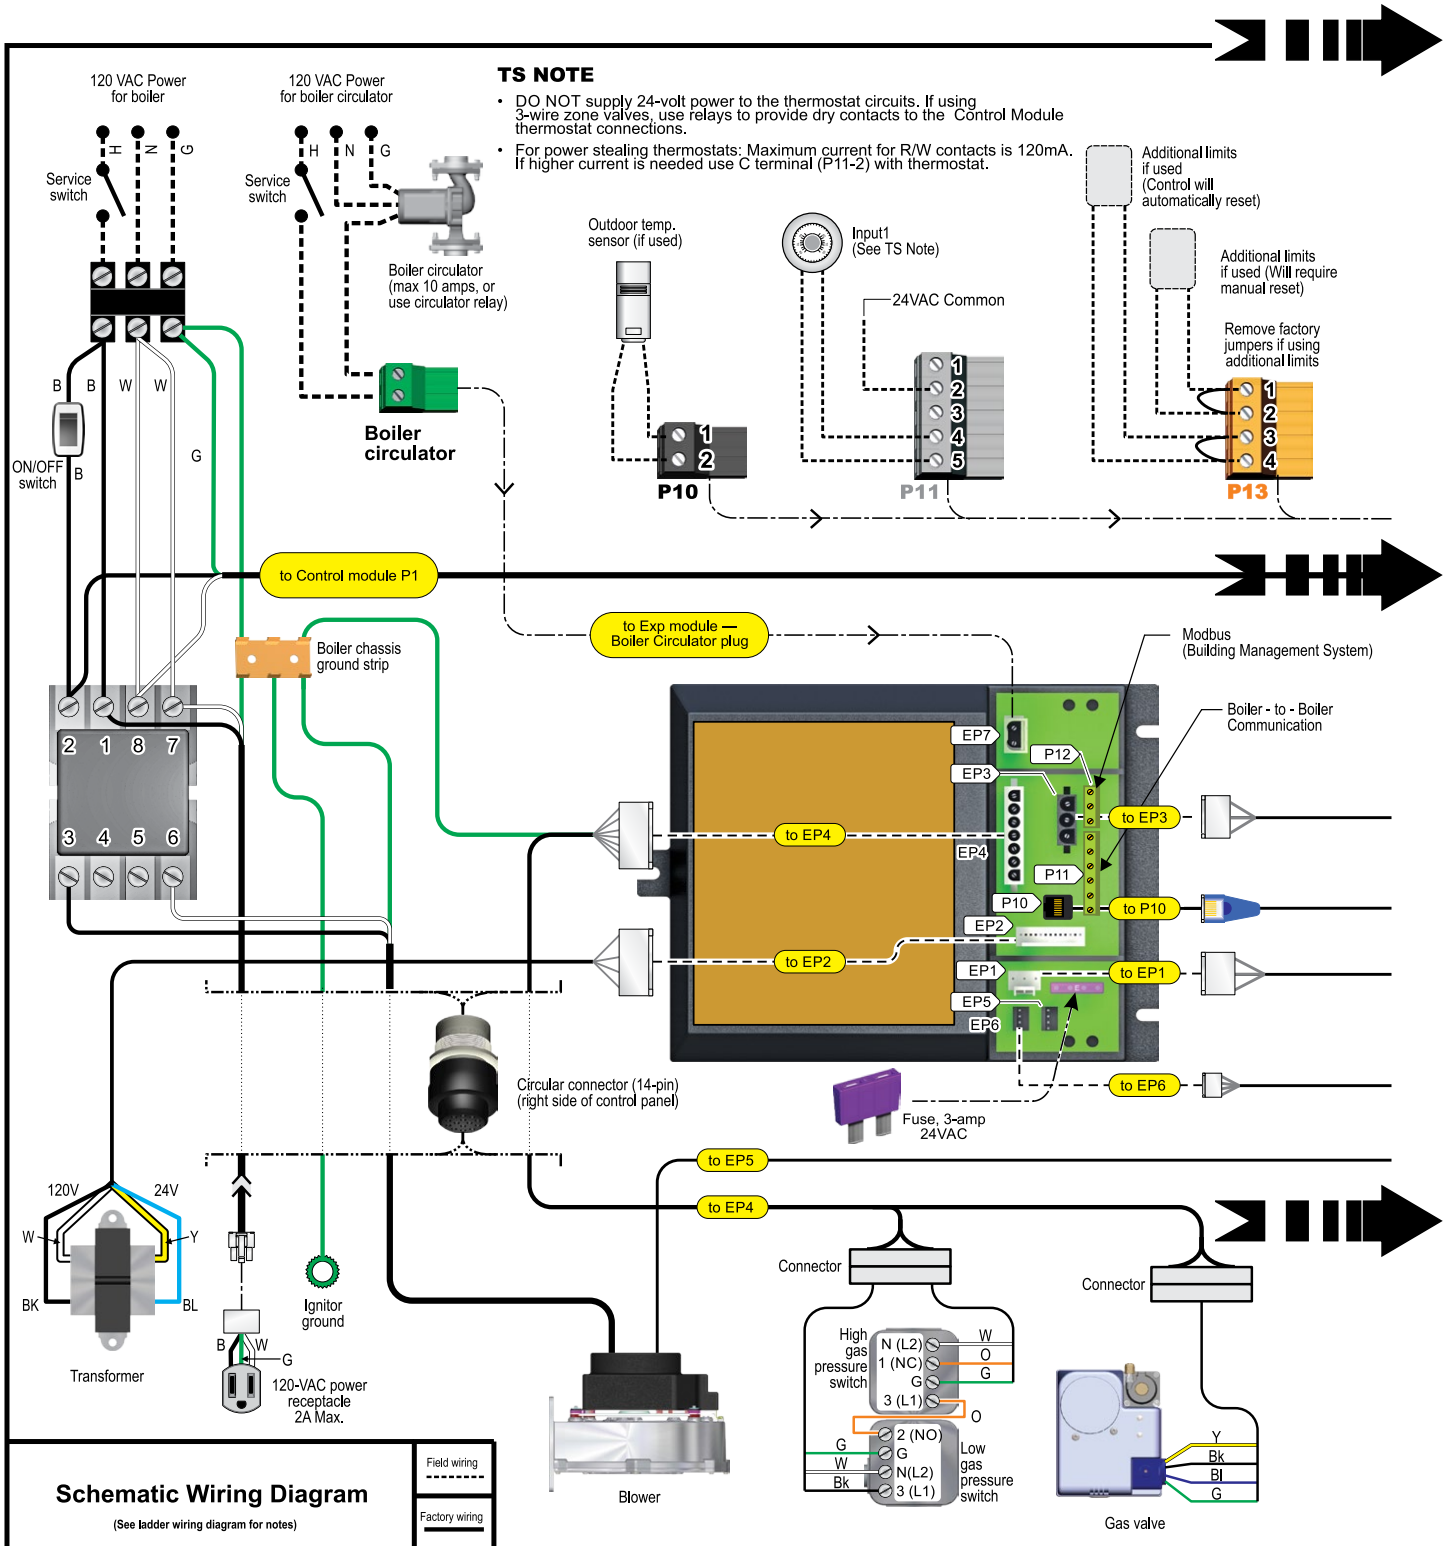 120 VAC Power
for boiler
H
N
G
Service
switch
120 VAC Power
for boiler circulator
H
N
G
Service
switch
Boiler circulator
(max 10 amps, or
use circulator relay)
TS NOTE
• DO NOT supply 24-volt power to the thermostat circuits. If using
3-wire zone valves, use relays to provide dry contacts to the Control Module
thermostat connections.
• For power stealing thermostats: Maximum current for R/W contacts is 120mA.
If higher current is needed use C terminal (P11-2) with thermostat.
Outdoor temp.
sensor (if used)
Input1
(See TS Note)
24VAC Common
Additional limits
if used
(Control will
automatically reset)
Additional limits
if used (Will require
manual reset)
Remove factory
jumpers if using
additional limits
B
B
W
W
ON/OFF
switch
B
G
Boiler
circulator
1
2
P10
1
2
3
4
5
P11
1
2
3
4
P13
to Control module P1
to Exp module —
Boiler Circulator plug
Boiler chassis
ground strip
Modbus
(Building Management System)
Boiler - to - Boiler
Communication
2
1
8
7
3
4
5
6
EP7
P12
EP3
to EP3
to EP4
EP4
P11
P10
to P10
EP2
to EP2
EP1
to EP1
EP5
EP6
to EP6
Circular connector (14-pin)
(right side of control panel)
Fuse, 3-amp
24VAC
to EP5
to EP4
120V
24V
W
Y
BK
BL
Transformer
B
W
G
120-VAC power
receptacle
2A Max.
Ignitor
ground
Blower
Connector
High
gas
pressure
switch
N (L2)
1 (NC)
G
3 (L1)
W
O
G
O
2 (NO)
G
N(L2)
3 (L1)
G
W
Bk
Low
gas
pressure
switch
Connector
Y
Bk
Bl
G
Gas valve
Schematic Wiring Diagram
(See ladder wiring diagram for notes)
Field wiring
Factory wiring